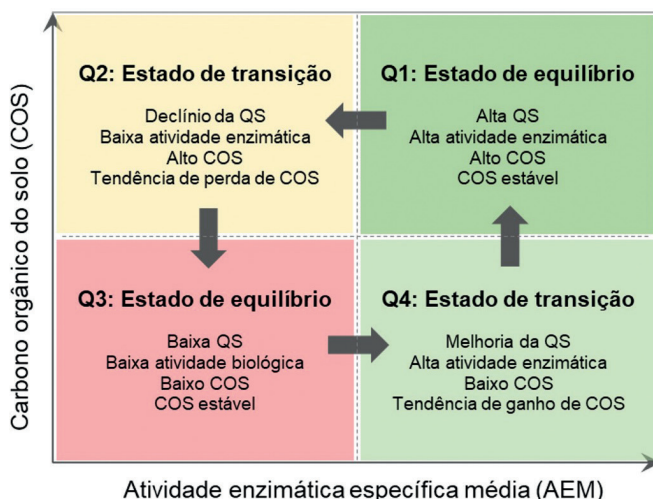 Carbono orgânico do solo (COS)
Q2: Estado de transição
Declínio da QS
Baixa atividade enzimática
Alto COS
Tendência de perda de COS
Q1: Estado de equilíbrio
Alta QS
Alta atividade enzimática
Alto COS
COS estável
Q3: Estado de equilíbrio
Baixa QS
Baixa atividade biológica
Baixo COS
COS estável
Q4: Estado de transição
Melhoria da QS
Alta atividade enzimática
Baixo COS
Tendência de ganho de COS
Atividade enzimática específica média (AEM)